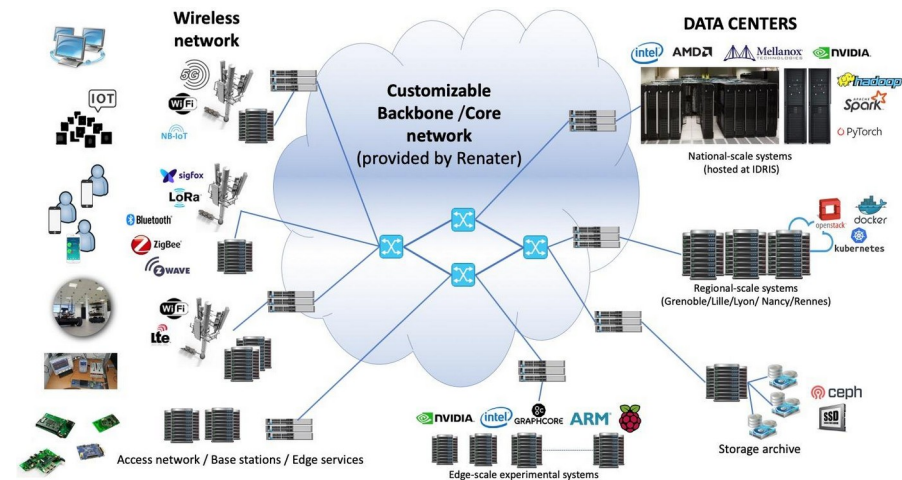 Wireless
network
IOT
5G
WiFi
NB-IoT
sigfox
LoRa
Bluetooth
ZigBee
Z WAVE
WiFi
Lte
Access network / Base stations / Edge services
Customizable
Backbone /Core
network
(provided by Renater)
NVIDIA.
intel
GRAPHCORE
ARM
Edge-scale experimental systems
DATA CENTERS
intel
AMD
Mellanox
TECHNOLOGIES
NVIDIA.
hadoop
APACHE
Spark
PyTorch
National-scale systems
(hosted at IDRIS)
openstack
docker
kubernetes
Regional-scale systems
(Grenoble/Lille/Lyon/ Nancy/Rennes)
ceph
SSD
Storage archive